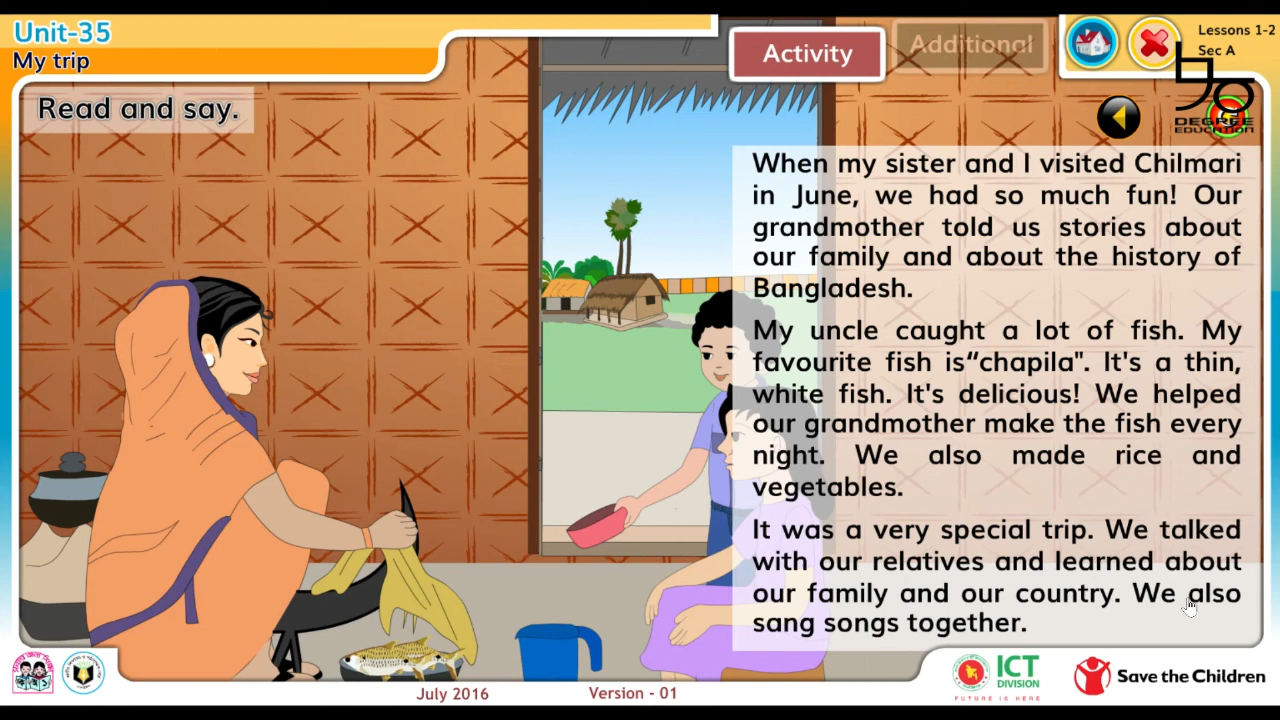 Unit-35
My trip
Activity
Additional
Lessons 1-2
Sec A
DEGREE
EDUCATION
Read and say.
When my sister and I visited Chilmari
in June, we had so much fun! Our
grandmother told us stories about
our family and about the history of
Bangladesh.
My uncle caught a lot of fish. My
favourite fish is“chapila". It's a thin,
white fish. It's delicious! We helped
our grandmother make the fish every
night. We also made rice and
vegetables.
It was a very special trip. We talked
with our relatives and learned about
our family and our country. We also
sang songs together.
July 2016
Version - 01
ICT
DIVISION
FUTURE IS HERE
Save the Children